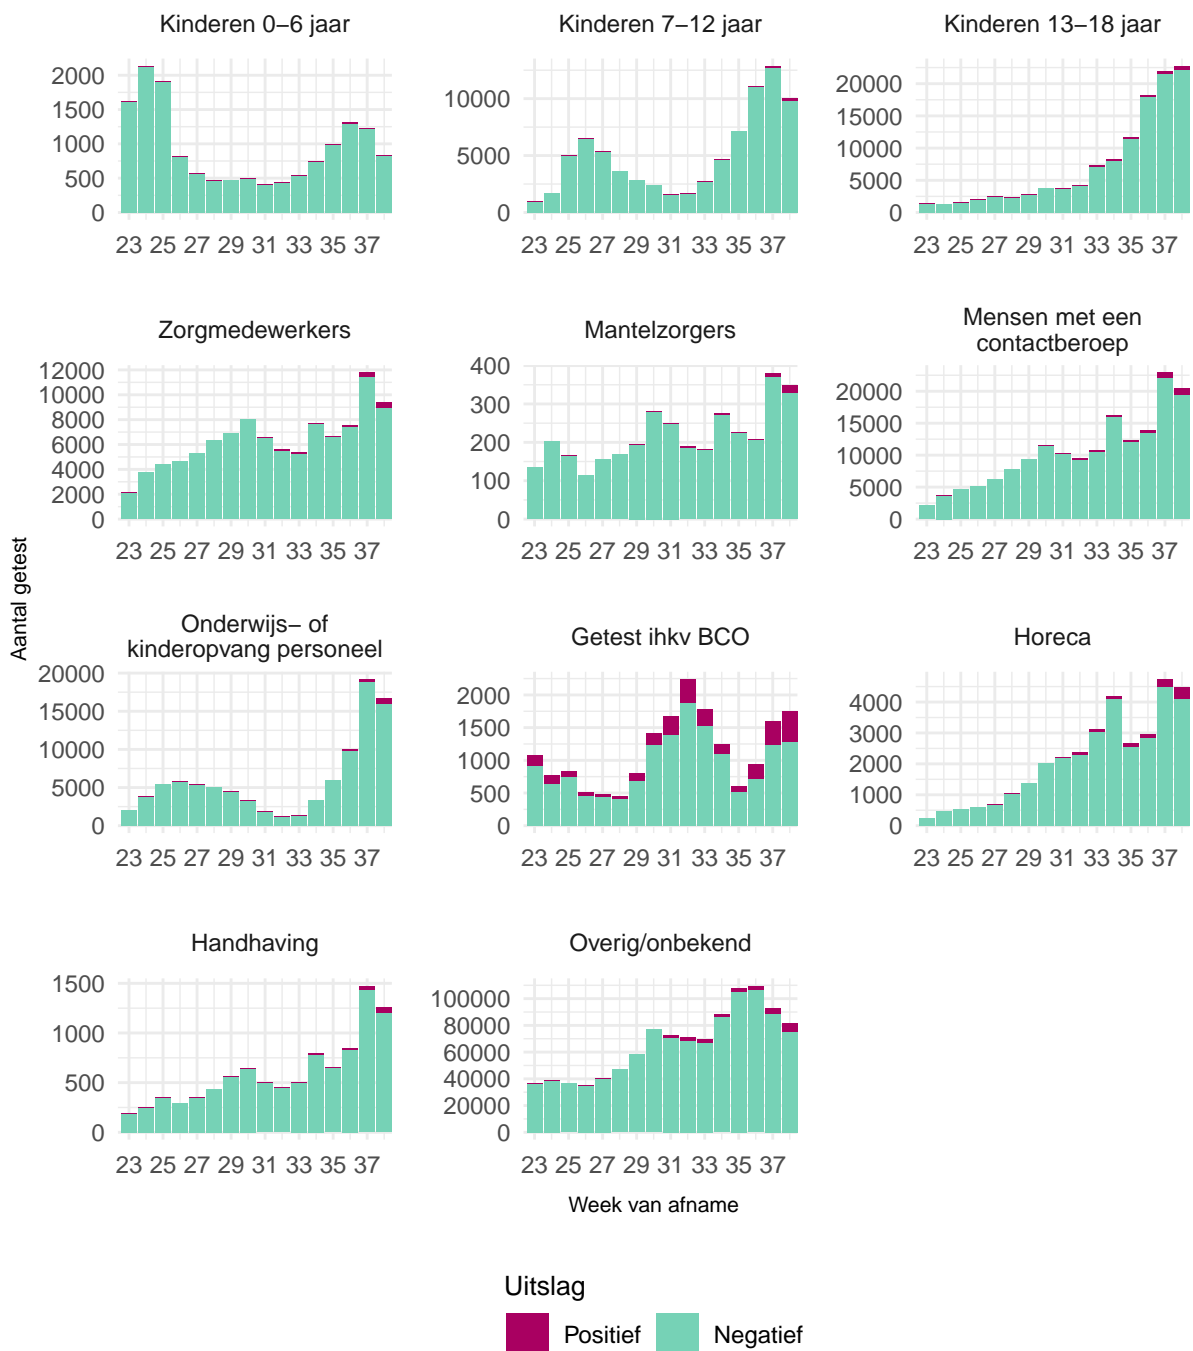 Kinderen 0−6 jaar
Kinderen 7−12 jaar
Kinderen 13−18 jaar
2000
1500
1000
500
0
23 25 27 29 31 33 35 37
10000
5000
0
23 25 27 29 31 33 35 37
20000
15000
10000
5000
0
23 25 27 29 31 33 35 37
Zorgmedewerkers
Mantelzorgers
Mensen met een
contactberoep
12000
10000
8000
6000
4000
2000
0
23 25 27 29 31 33 35 37
400
300
200
100
0
23 25 27 29 31 33 35 37
20000
15000
10000
5000
0
23 25 27 29 31 33 35 37
Aantal getest
Onderwijs− of
kinderopvang personeel
Getest ihkv BCO
Horeca
20000
15000
10000
5000
0
23 25 27 29 31 33 35 37
2000
1500
1000
500
0
23 25 27 29 31 33 35 37
4000
3000
2000
1000
0
23 25 27 29 31 33 35 37
Handhaving
Overig/onbekend
1500
1000
500
0
23 25 27 29 31 33 35 37
100000
80000
60000
40000
20000
0
23 25 27 29 31 33 35 37
Week van afname
Uitslag
Positief
Negatief